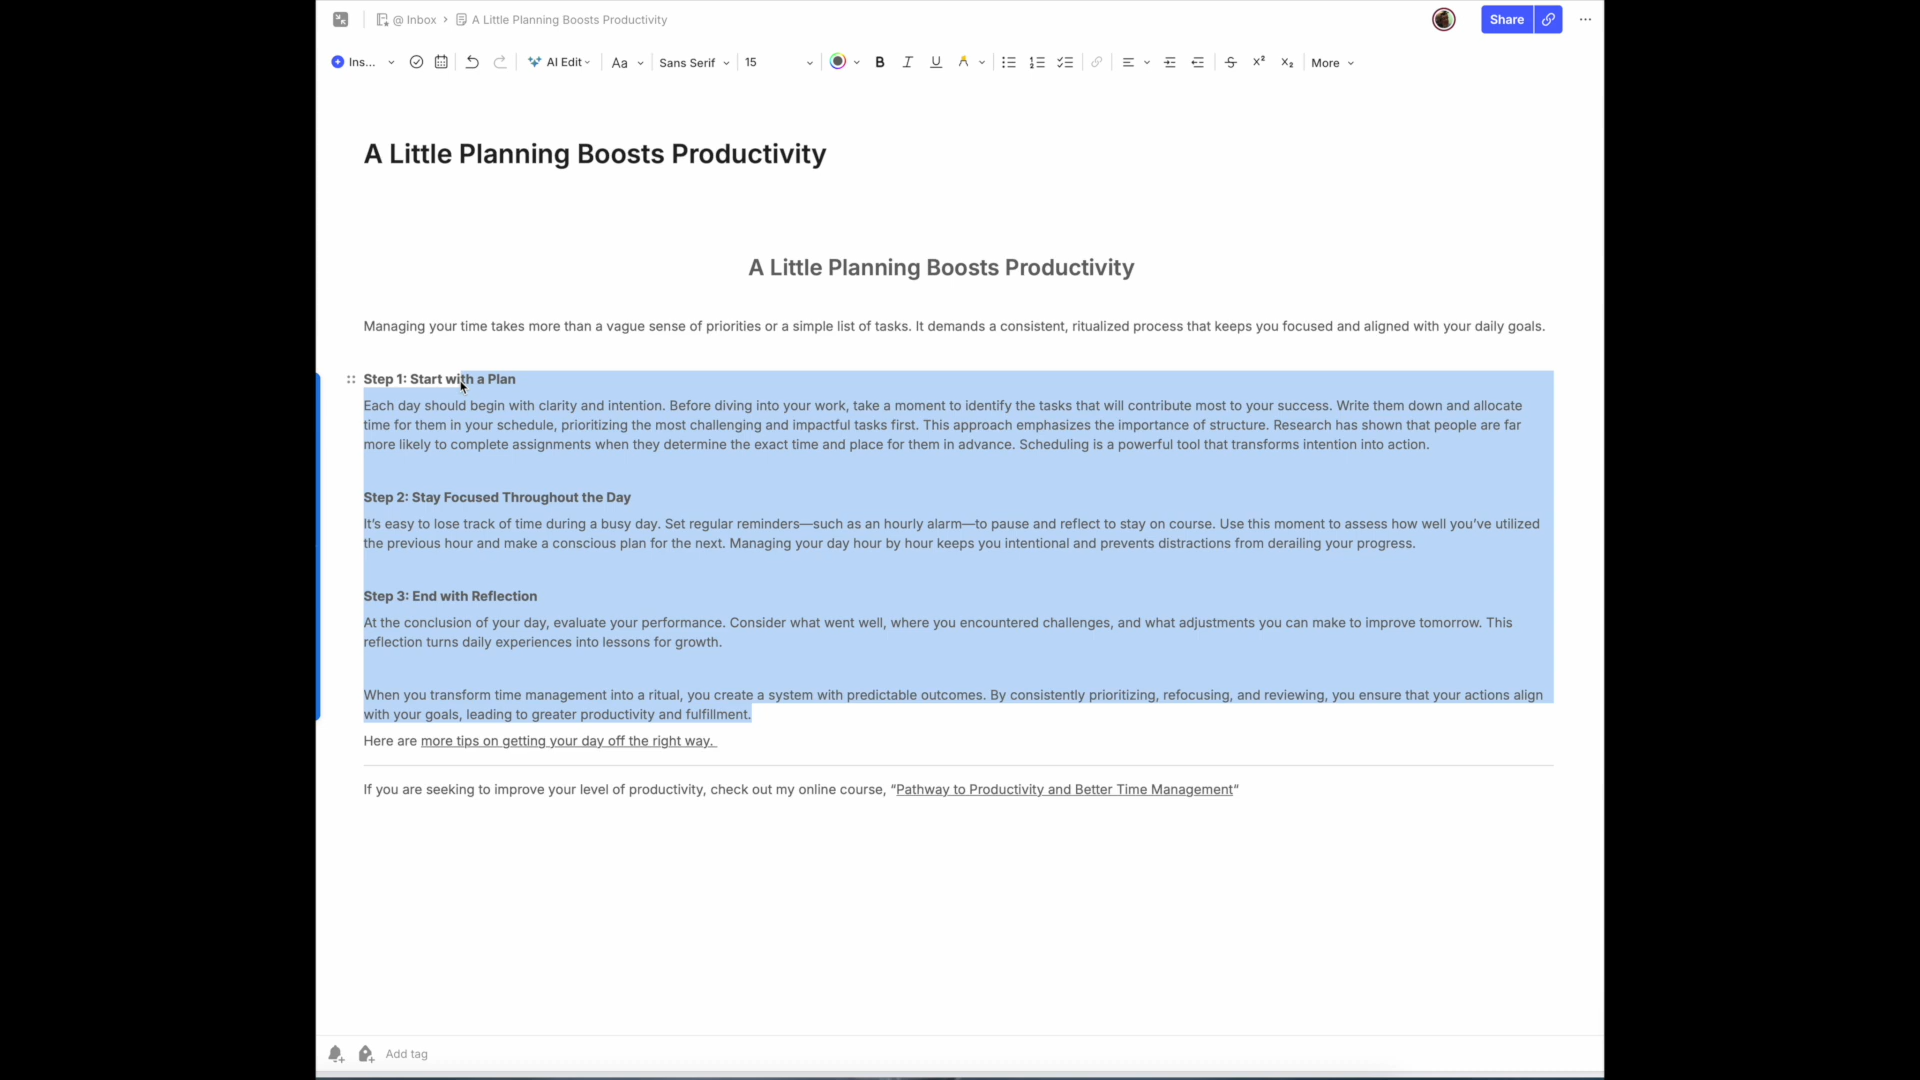 @ Inbox › A Little Planning Boosts Productivity
Share
Ins...
AI Edit
Aa
Sans Serif
15
B I U A
S X² X₂
More
A Little Planning Boosts Productivity
A Little Planning Boosts Productivity
Managing your time takes more than a vague sense of priorities or a simple list of tasks. It demands a consistent, ritualized process that keeps you focused and aligned with your daily goals.
Step 1: Start with a Plan
Each day should begin with clarity and intention. Before diving into your work, take a moment to identify the tasks that will contribute most to your success. Write them down and allocate
time for them in your schedule, prioritizing the most challenging and impactful tasks first. This approach emphasizes the importance of structure. Research has shown that people are far
more likely to complete assignments when they determine the exact time and place for them in advance. Scheduling is a powerful tool that transforms intention into action.
Step 2: Stay Focused Throughout the Day
It’s easy to lose track of time during a busy day. Set regular reminders—such as an hourly alarm—to pause and reflect to stay on course. Use this moment to assess how well you’ve utilized
the previous hour and make a conscious plan for the next. Managing your day hour by hour keeps you intentional and prevents distractions from derailing your progress.
Step 3: End with Reflection
At the conclusion of your day, evaluate your performance. Consider what went well, where you encountered challenges, and what adjustments you can make to improve tomorrow. This
reflection turns daily experiences into lessons for growth.
When you transform time management into a ritual, you create a system with predictable outcomes. By consistently prioritizing, refocusing, and reviewing, you ensure that your actions align
with your goals, leading to greater productivity and fulfillment.
Here are more tips on getting your day off the right way.
If you are seeking to improve your level of productivity, check out my online course, “Pathway to Productivity and Better Time Management“
Add tag